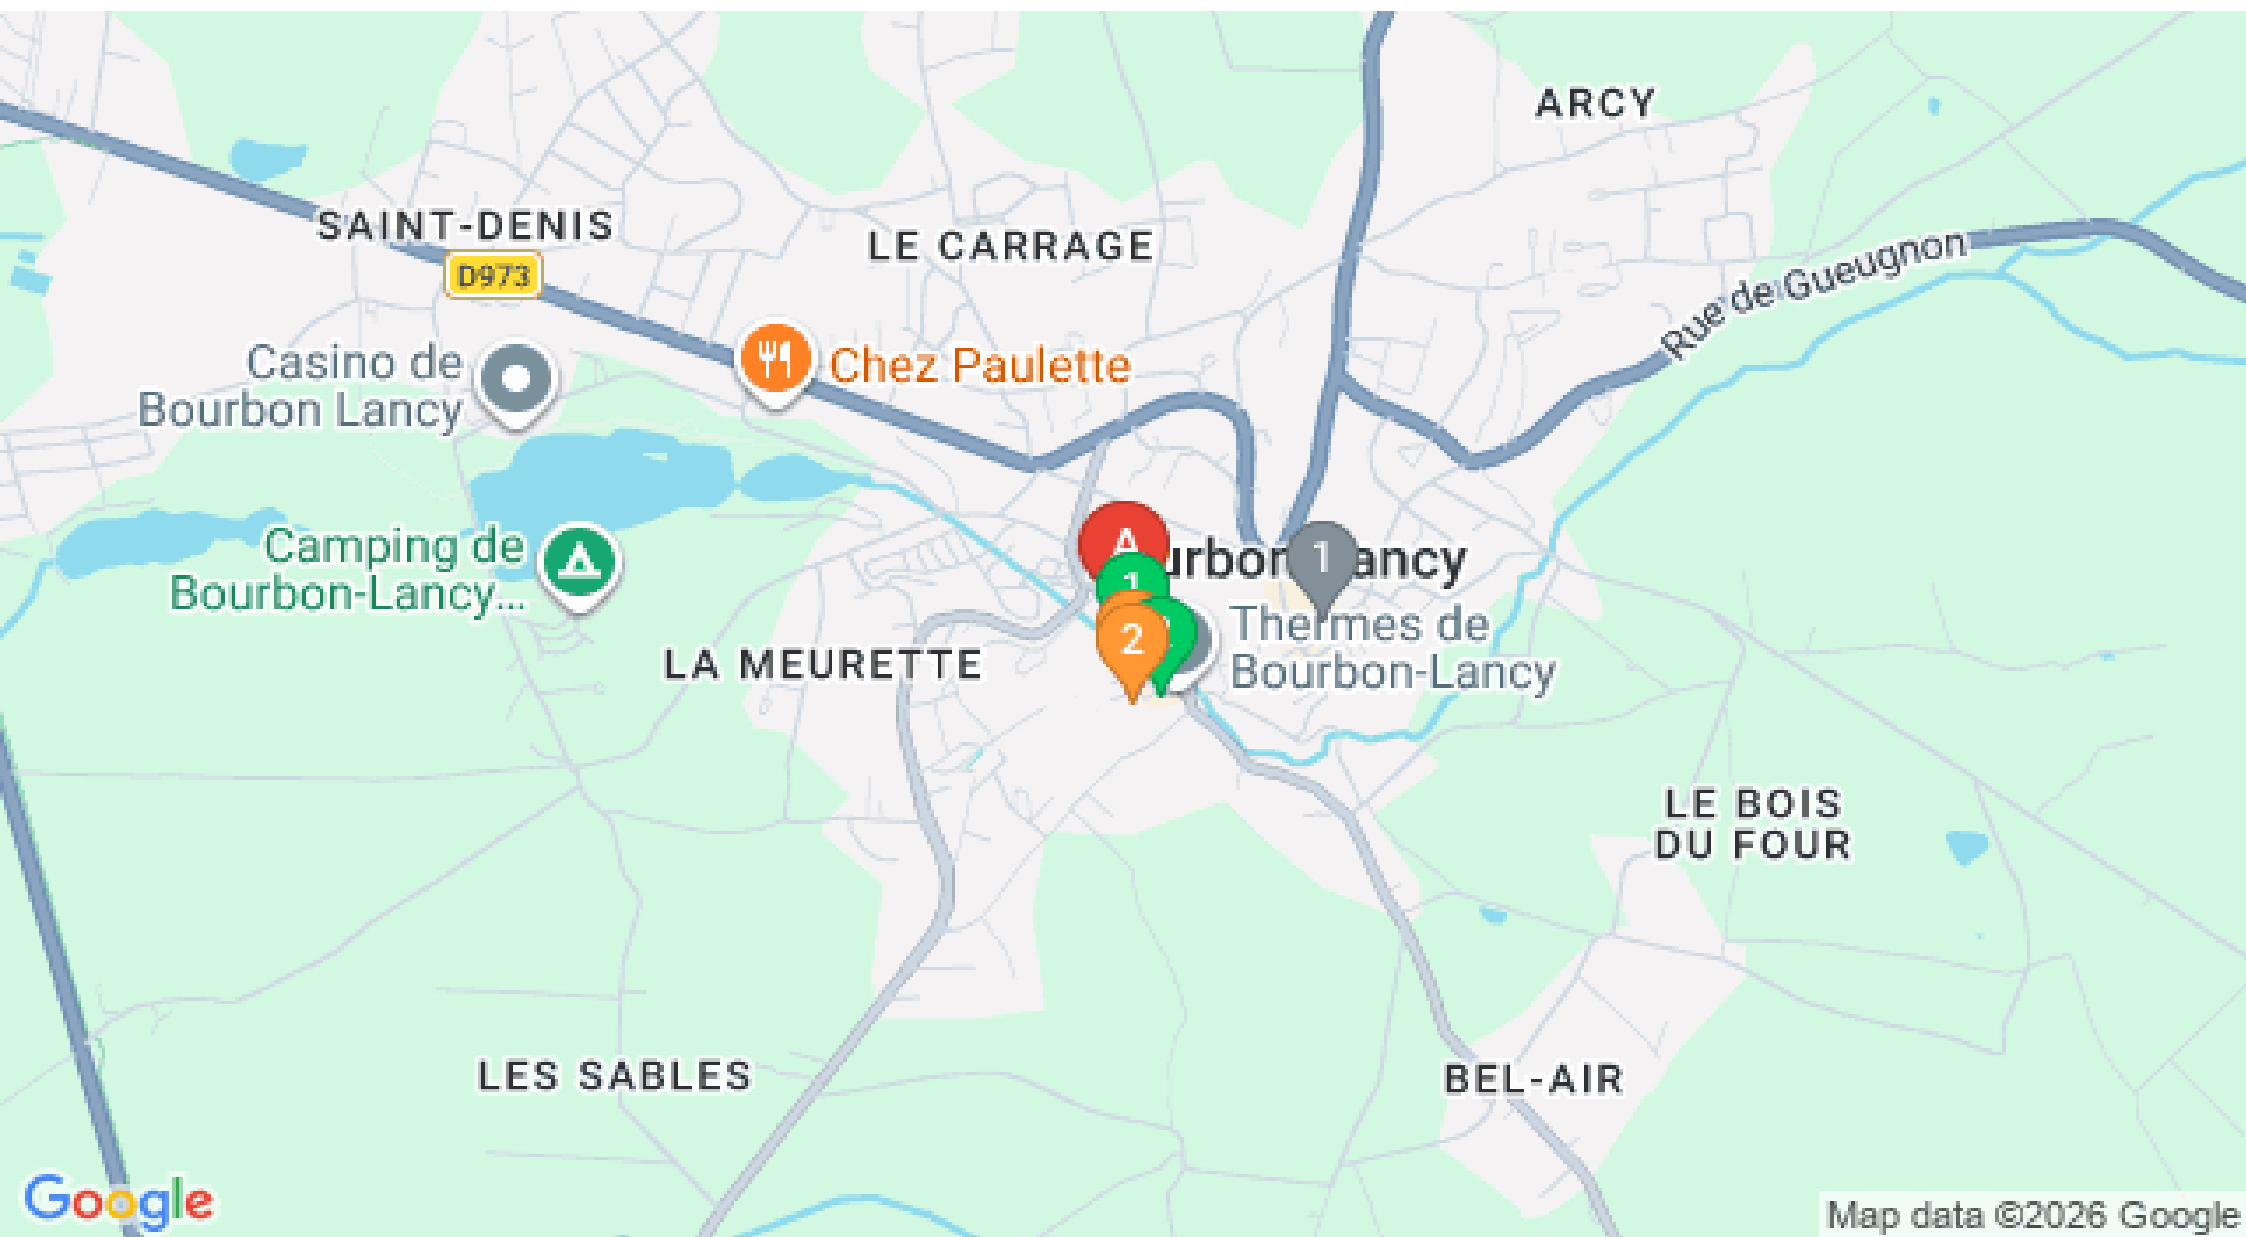 ARCY
SAINT-DENIS
LE CARRAGE
D973
Rue de Gueugnon
Casino de
Bourbon Lancy
Chez Paulette
Camping de
Bourbon-Lancy...
A
urbon
1
ancy
1
2
Thermes de
Bourbon-Lancy
LA MEURETTE
LE BOIS
DU FOUR
LES SABLES
BEL-AIR
Google
Map data ©2026 Google